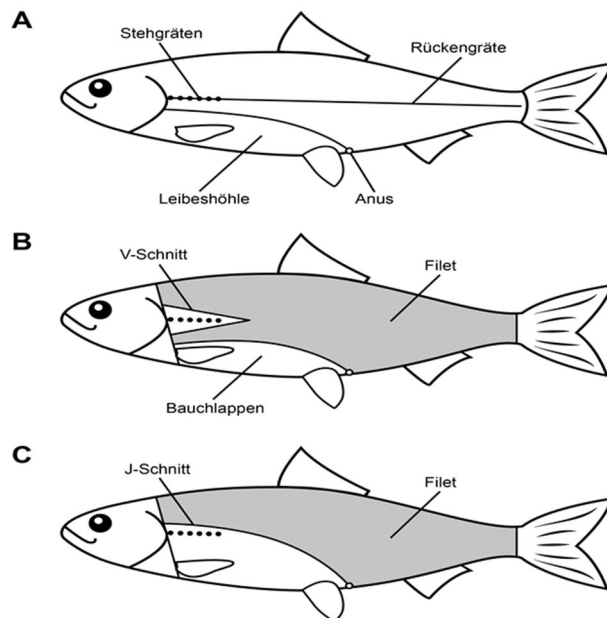 A
Stehgräten
Rückengräte
Leibeshöhle
Anus
B
V-Schnitt
Filet
Bauchlappen
C
J-Schnitt
Filet